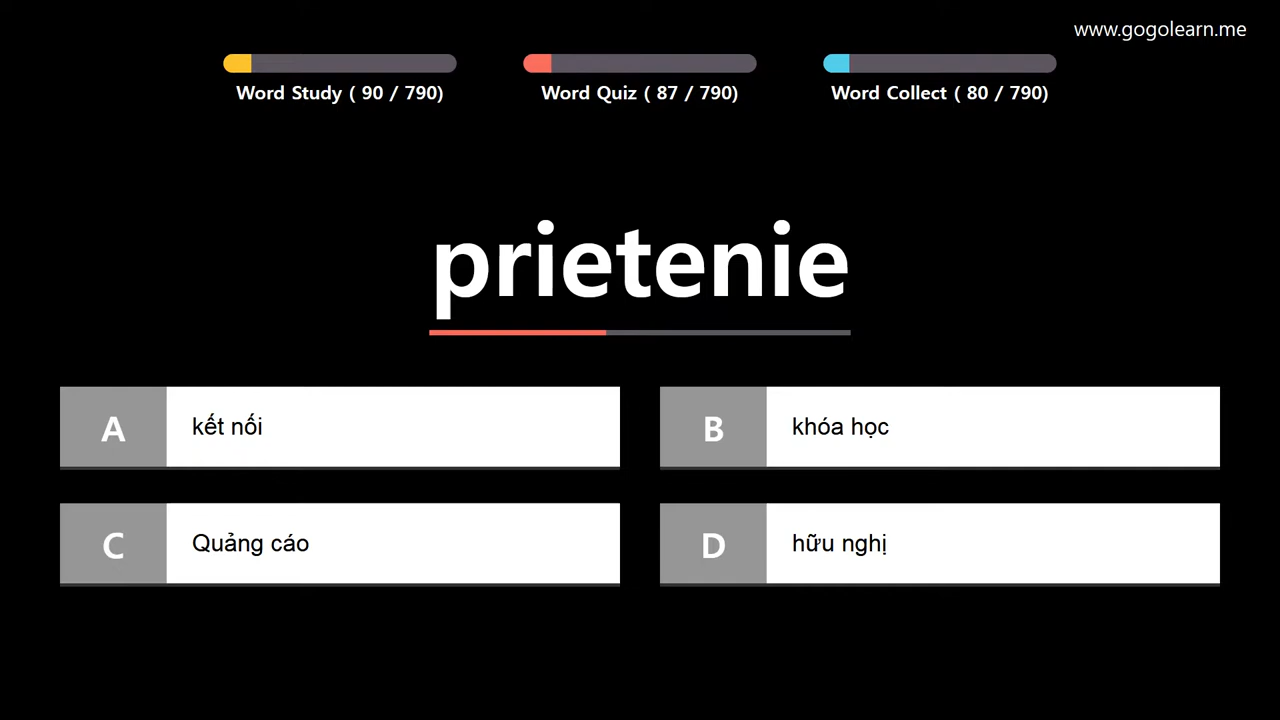 www.gogolearn.me
Word Study ( 90 / 790)
Word Quiz ( 87 / 790)
Word Collect ( 80 / 790)
prietenie
A kết nối
B khóa học
C Quảng cáo
D hữu nghị